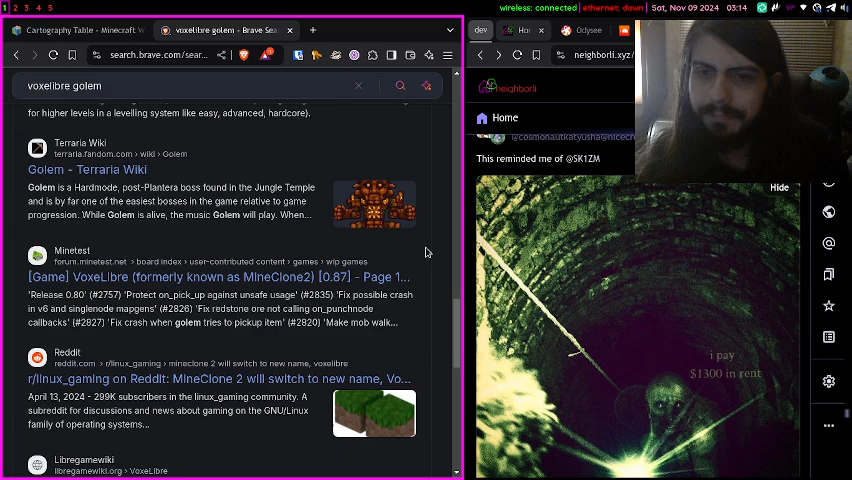 1 2 3 4 5
wireless: connected | ethernet: down | Sat, Nov 09 2024 03:14
Cartography Table - Minecraft W
voxelibre golem - Brave Sea
search.brave.com/sear...
voxelibre golem
for higher levels in a levelling system like easy, advanced, hardcore).
Terraria Wiki
terraria.fandom.com › wiki › Golem
Golem - Terraria Wiki
Golem is a Hardmode, post-Plantera boss found in the Jungle Temple
and is by far one of the easiest bosses in the game relative to game
progression. While Golem is alive, the music Golem will play. When...
Minetest
forum.minetest.net › board index › user-contributed content › games › wip games
[Game] VoxeLibre (formerly known as MineClone2) [0.87] - Page 1...
'Release 0.80' (#2757) 'Protect on_pick_up against unsafe usage' (#2835) 'Fix possible crash
in v6 and singlenode mapgens' (#2826) 'Fix redstone ore not calling on_punchnode
callbacks' (#2827) 'Fix crash when golem tries to pickup item' (#2820) 'Make mob walk...
Reddit
reddit.com › r/linux_gaming › mineclone 2 will switch to new name, voxelibre
r/linux_gaming on Reddit: MineClone 2 will switch to new name, Vo...
April 13, 2024 - 299K subscribers in the linux_gaming community. A
subreddit for discussions and news about gaming on the GNU/Linux
family of operating systems...
Libregamewiki
libregamewiki.org › VoxeLibre
dev
Odysee
neighborli.xyz/
neighborli
Home
@cosmonautkatyusha@nicecre
This reminded me of @SK1ZM
Hide
i pay
$1300 in rent